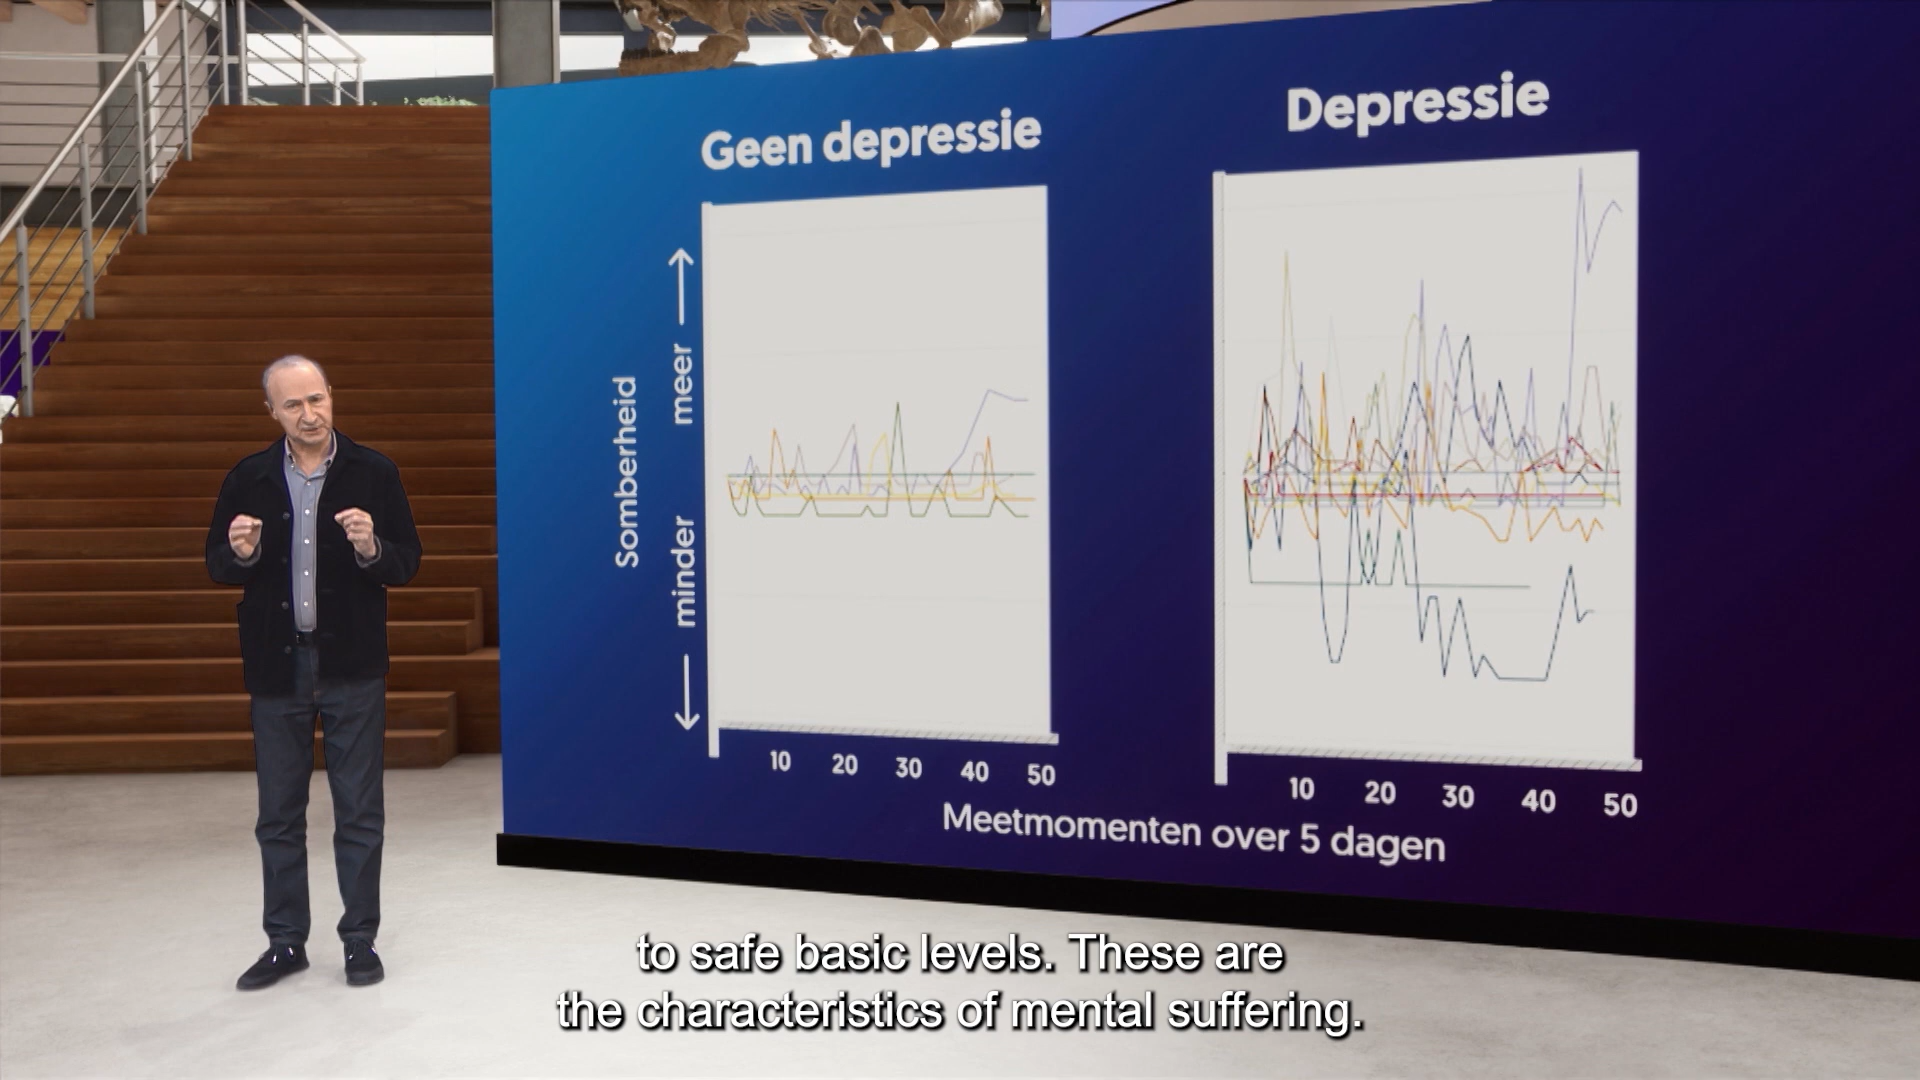 Geen depressie
Depressie
Somberheid
minder
meer
10 20 30 40 50
10 20 30 40 50
Meetmomenten over 5 dagen
to safe basic levels. These are
the characteristics of mental suffering.